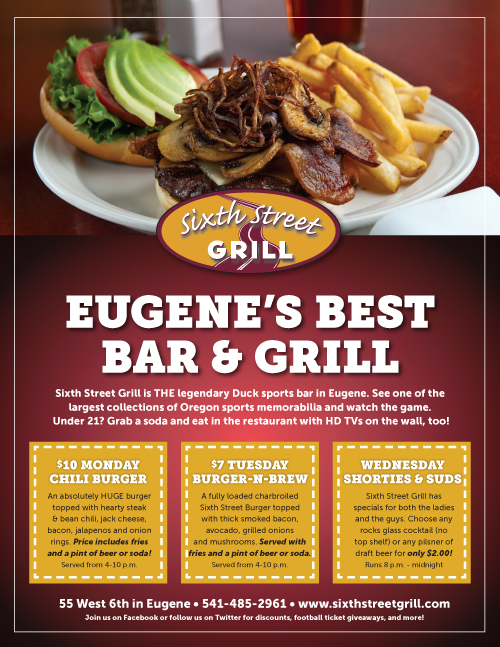 Sixth Street
GRILL
EUGENE'S BEST
BAR & GRILL
Sixth Street Grill is THE legendary Duck sports bar in Eugene. See one of the
largest collections of Oregon sports memorabilia and watch the game.
Under 21? Grab a soda and eat in the restaurant with HD TVs on the wall, too!
$10 MONDAY
CHILI BURGER
An absolutely HUGE burger
topped with hearty steak
& bean chili, jack cheese,
bacon, jalapenos and onion
rings. Price includes fries
and a pint of beer or soda!
Served from 4-10 p.m.
$7 TUESDAY
BURGER-N-BREW
A fully loaded charbroiled
Sixth Street Burger topped
with thick smoked bacon,
avocado, grilled onions
and mushrooms. Served with
fries and a pint of beer or soda.
Served from 4-10 p.m.
WEDNESDAY
SHORTIES & SUDS
Sixth Street Grill has
specials for both the ladies
and the guys. Choose any
rocks glass cocktail (no
top shelf) or any pilsner of
draft beer for only $2.00!
Runs 8 p.m. - midnight
55 West 6th in Eugene • 541-485-2961 • www.sixthstreetgrill.com
Join us on Facebook or follow us on Twitter for discounts, football ticket giveaways, and more!